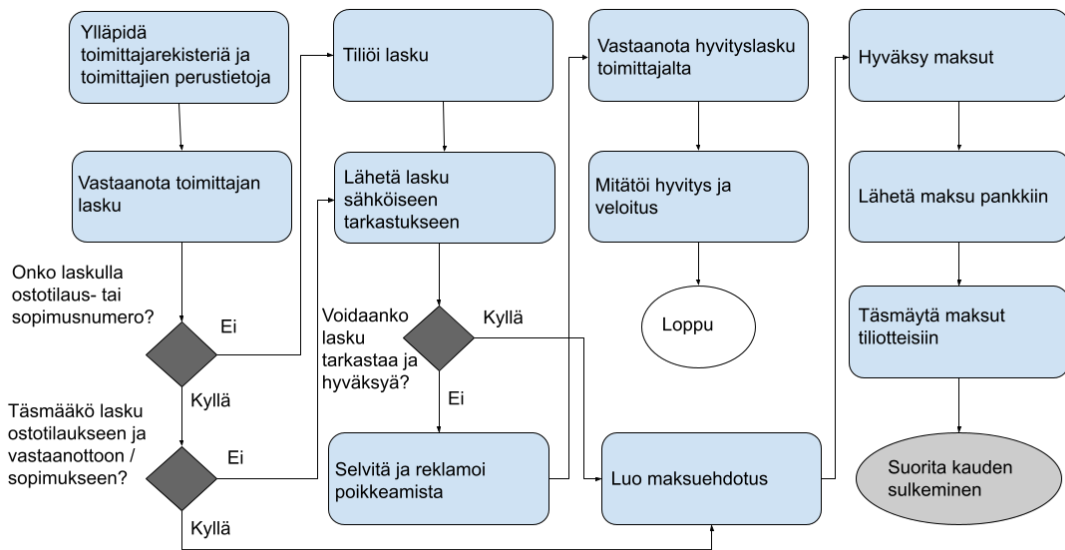 Ylläpidä
toimittajarekisteriä ja
toimittajien perustietoja
Vastaanota toimittajan
lasku
Onko laskulla
ostotilaus- tai
sopimusnumero?
Ei
Kyllä
Täsmääkö lasku
ostotilaukseen ja
vastaanottoon /
sopimukseen?
Ei
Kyllä
Tiliöi lasku
Lähetä lasku
sähköiseen
tarkastukseen
Voidaanko
lasku
tarkastaa ja
hyväksyä?
Kyllä
Ei
Selvitä ja reklamoi
poikkeamista
Vastaanota hyvityslasku
toimittajalta
Mitätöi hyvitys ja
veloitus
Loppu
Luo maksuehdotus
Hyväksy maksut
Lähetä maksu pankkiin
Täsmäytä maksut
tiliotteisiin
Suorita kauden
sulkeminen